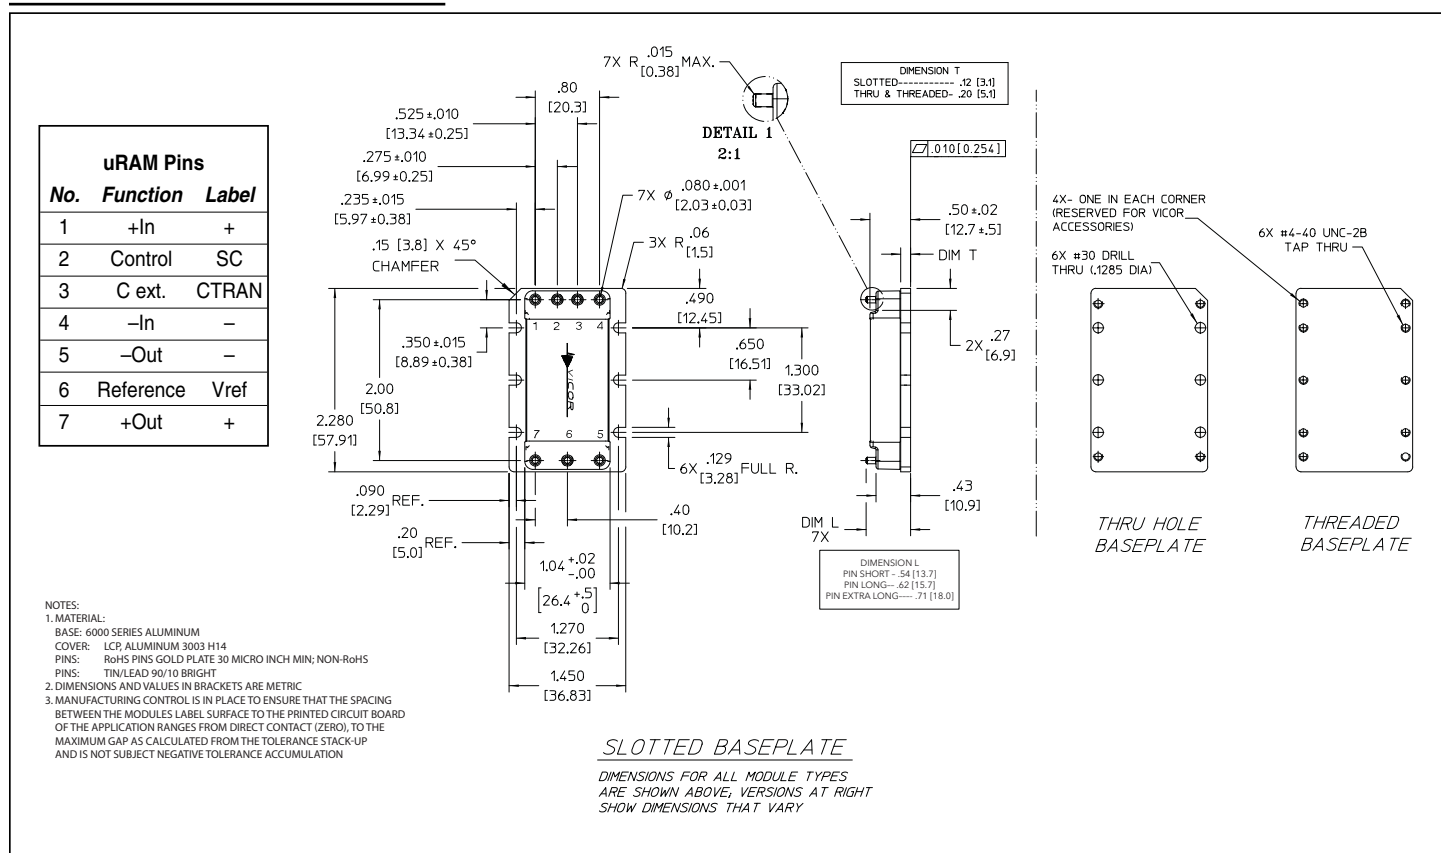 uRAM Pins
No. Function Label
1 +In +
2 Control SC
3 C ext. CTRAN
4 –In –
5 –Out –
6 Reference Vref
7 +Out +
7X R .015 MAX.
[0.38]
.80
[20.3]
.525 ±.010
[13.34 ±0.25]
.275 ±.010
[6.99 ±0.25]
.235 ±.015
[5.97 ±0.38]
.15 [3.8] X 45°
CHAMFER
DETAIL 1
2:1
7X ø .080 ±.001
[2.03 ±0.03]
3X R .06
[1.5]
.490
[12.45]
.650
[16.51]
1.300
[33.02]
1 2 3 4
VICOR
7 6 5
.350 ±.015
[8,89 ±0.38]
2.00
[50.8]
2.280
[57.91]
6X .129 FULL R.
[3.28]
.090 REF.
[2.29]
.20 REF.
[5.0]
.40
[10.2]
1.04 +.02 -.00
[26.4 +.5 0]
1.270
[32.26]
1.450
[36.83]
DIMENSION T
SLOTTED----------- .12 [3.1]
THRU & THREADED- .20 [5.1]
.010 [0.254]
.50 ±.02
[12.7 ±.5]
DIM T
2X .27
[6.9]
.43
[10.9]
DIM L
7X
DIMENSION L
PIN SHORT - .54 [13.7]
PIN LONG-- .62 [15.7]
PIN EXTRA LONG---- .71 [18.0]
4X- ONE IN EACH CORNER
(RESERVED FOR VICOR
ACCESSORIES)
6X #30 DRILL
THRU (.1285 DIA)
6X #4-40 UNC-2B
TAP THRU
THRU HOLE
BASEPLATE
THREADED
BASEPLATE
NOTES:
1. MATERIAL:
BASE: 6000 SERIES ALUMINUM
COVER: LCP, ALUMINUM 3003 H14
PINS: RoHS PINS GOLD PLATE 30 MICRO INCH MIN; NON-RoHS
PINS: TIN/LEAD 90/10 BRIGHT
2. DIMENSIONS AND VALUES IN BRACKETS ARE METRIC
3. MANUFACTURING CONTROL IS IN PLACE TO ENSURE THAT THE SPACING
BETWEEN THE MODULES LABEL SURFACE TO THE PRINTED CIRCUIT BOARD
OF THE APPLICATION RANGES FROM DIRECT CONTACT (ZERO), TO THE
MAXIMUM GAP AS CALCULATED FROM THE TOLERANCE STACK-UP
AND IS NOT SUBJECT NEGATIVE TOLERANCE ACCUMULATION
SLOTTED BASEPLATE
DIMENSIONS FOR ALL MODULE TYPES
ARE SHOWN ABOVE; VERSIONS AT RIGHT
SHOW DIMENSIONS THAT VARY